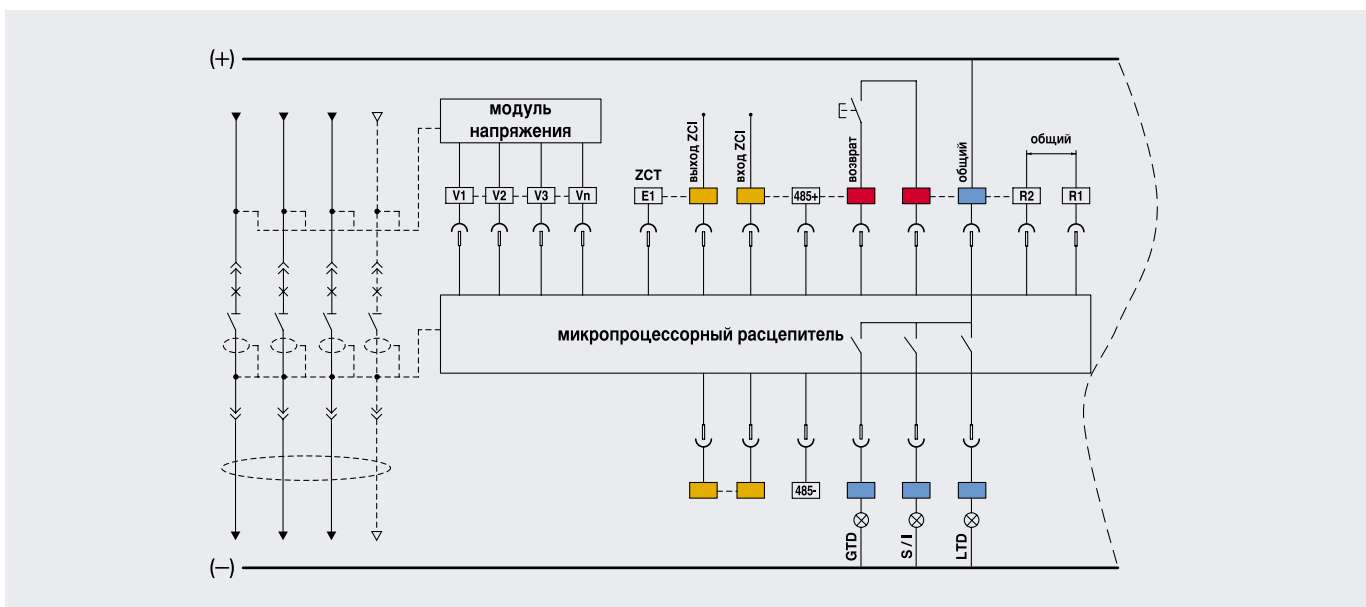 (+)
модуль
напряжения
ZCT
выход ZCI
вход ZCI
возврат
общий
общий
V1
V2
V3
Vn
E1
485+
R2
R1
микропроцессорный расцепитель
485-
GTD
S / I
LTD
(−)